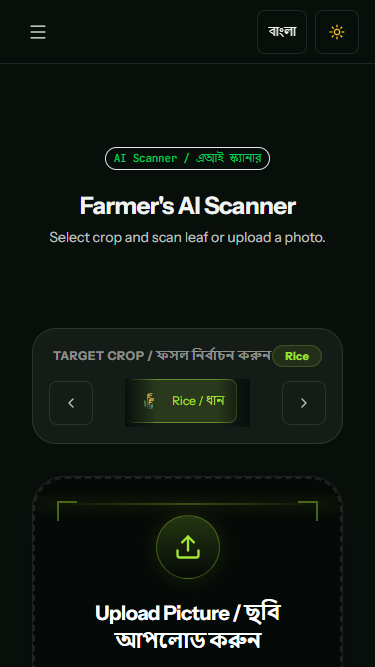 বাংলা
AI Scanner / এআই স্ক্যানার
Farmer's AI Scanner
Select crop and scan leaf or upload a photo.
TARGET CROP / ফসল নির্বাচন করুন Rice
Rice / ধান
Upload Picture / ছবি
আপলোড করুন